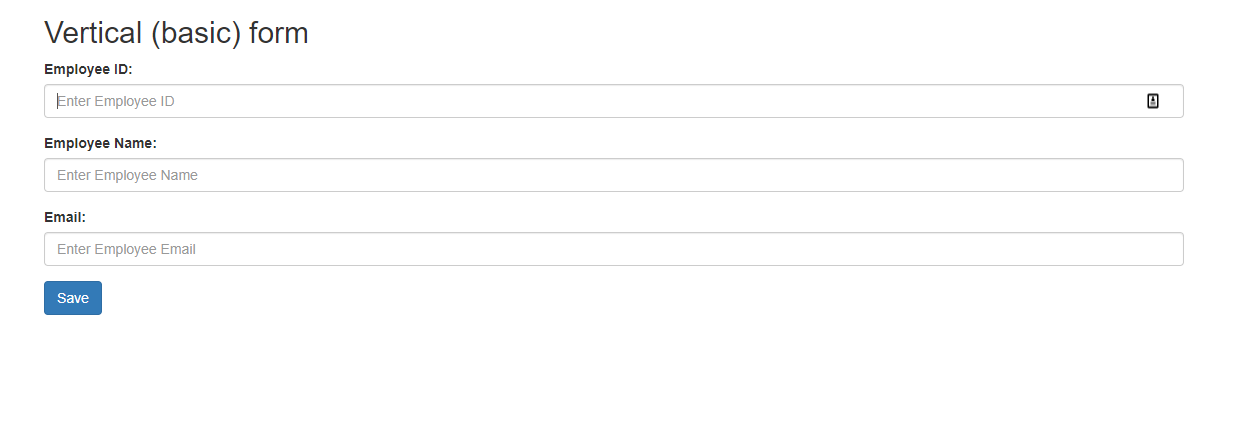 Vertical (basic) form
Employee ID:
Enter Employee ID
Employee Name:
Enter Employee Name
Email:
Enter Employee Email
Save